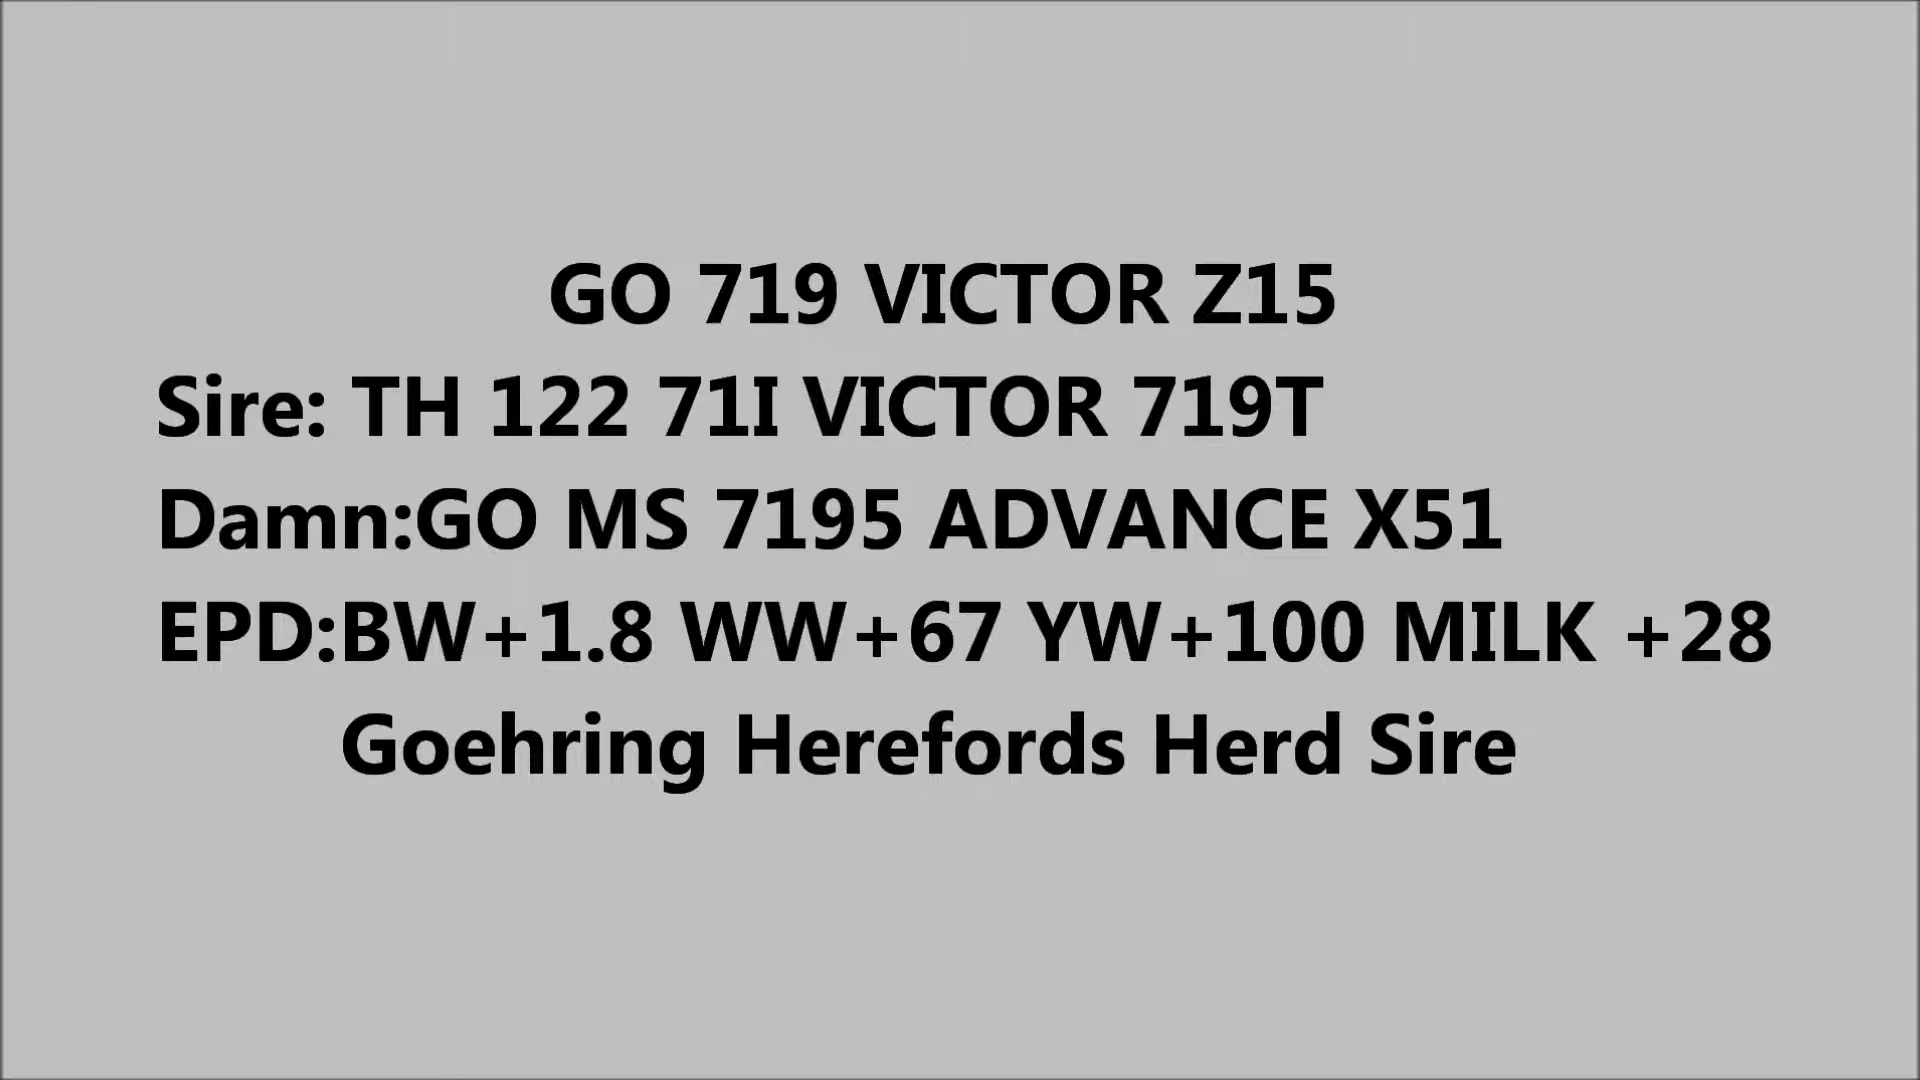 GO 719 VICTOR Z15
Sire: TH 122 71I VICTOR 719T
Damn:GO MS 7195 ADVANCE X51
EPD:BW+1.8 WW+67 YW+100 MILK +28
Goehring Herefords Herd Sire